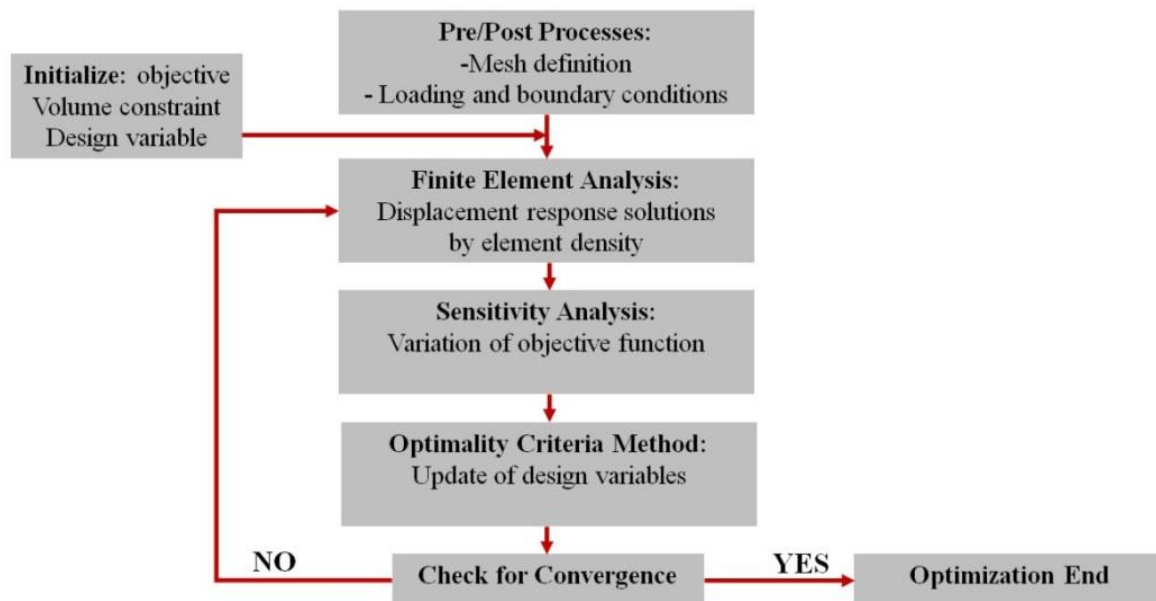 Pre/Post Processes:
-Mesh definition
- Loading and boundary conditions
Initialize: objective
Volume constraint
Design variable
Finite Element Analysis:
Displacement response solutions
by element density
Sensitivity Analysis:
Variation of objective function
Optimality Criteria Method:
Update of design variables
NO
Check for Convergence
YES
Optimization End